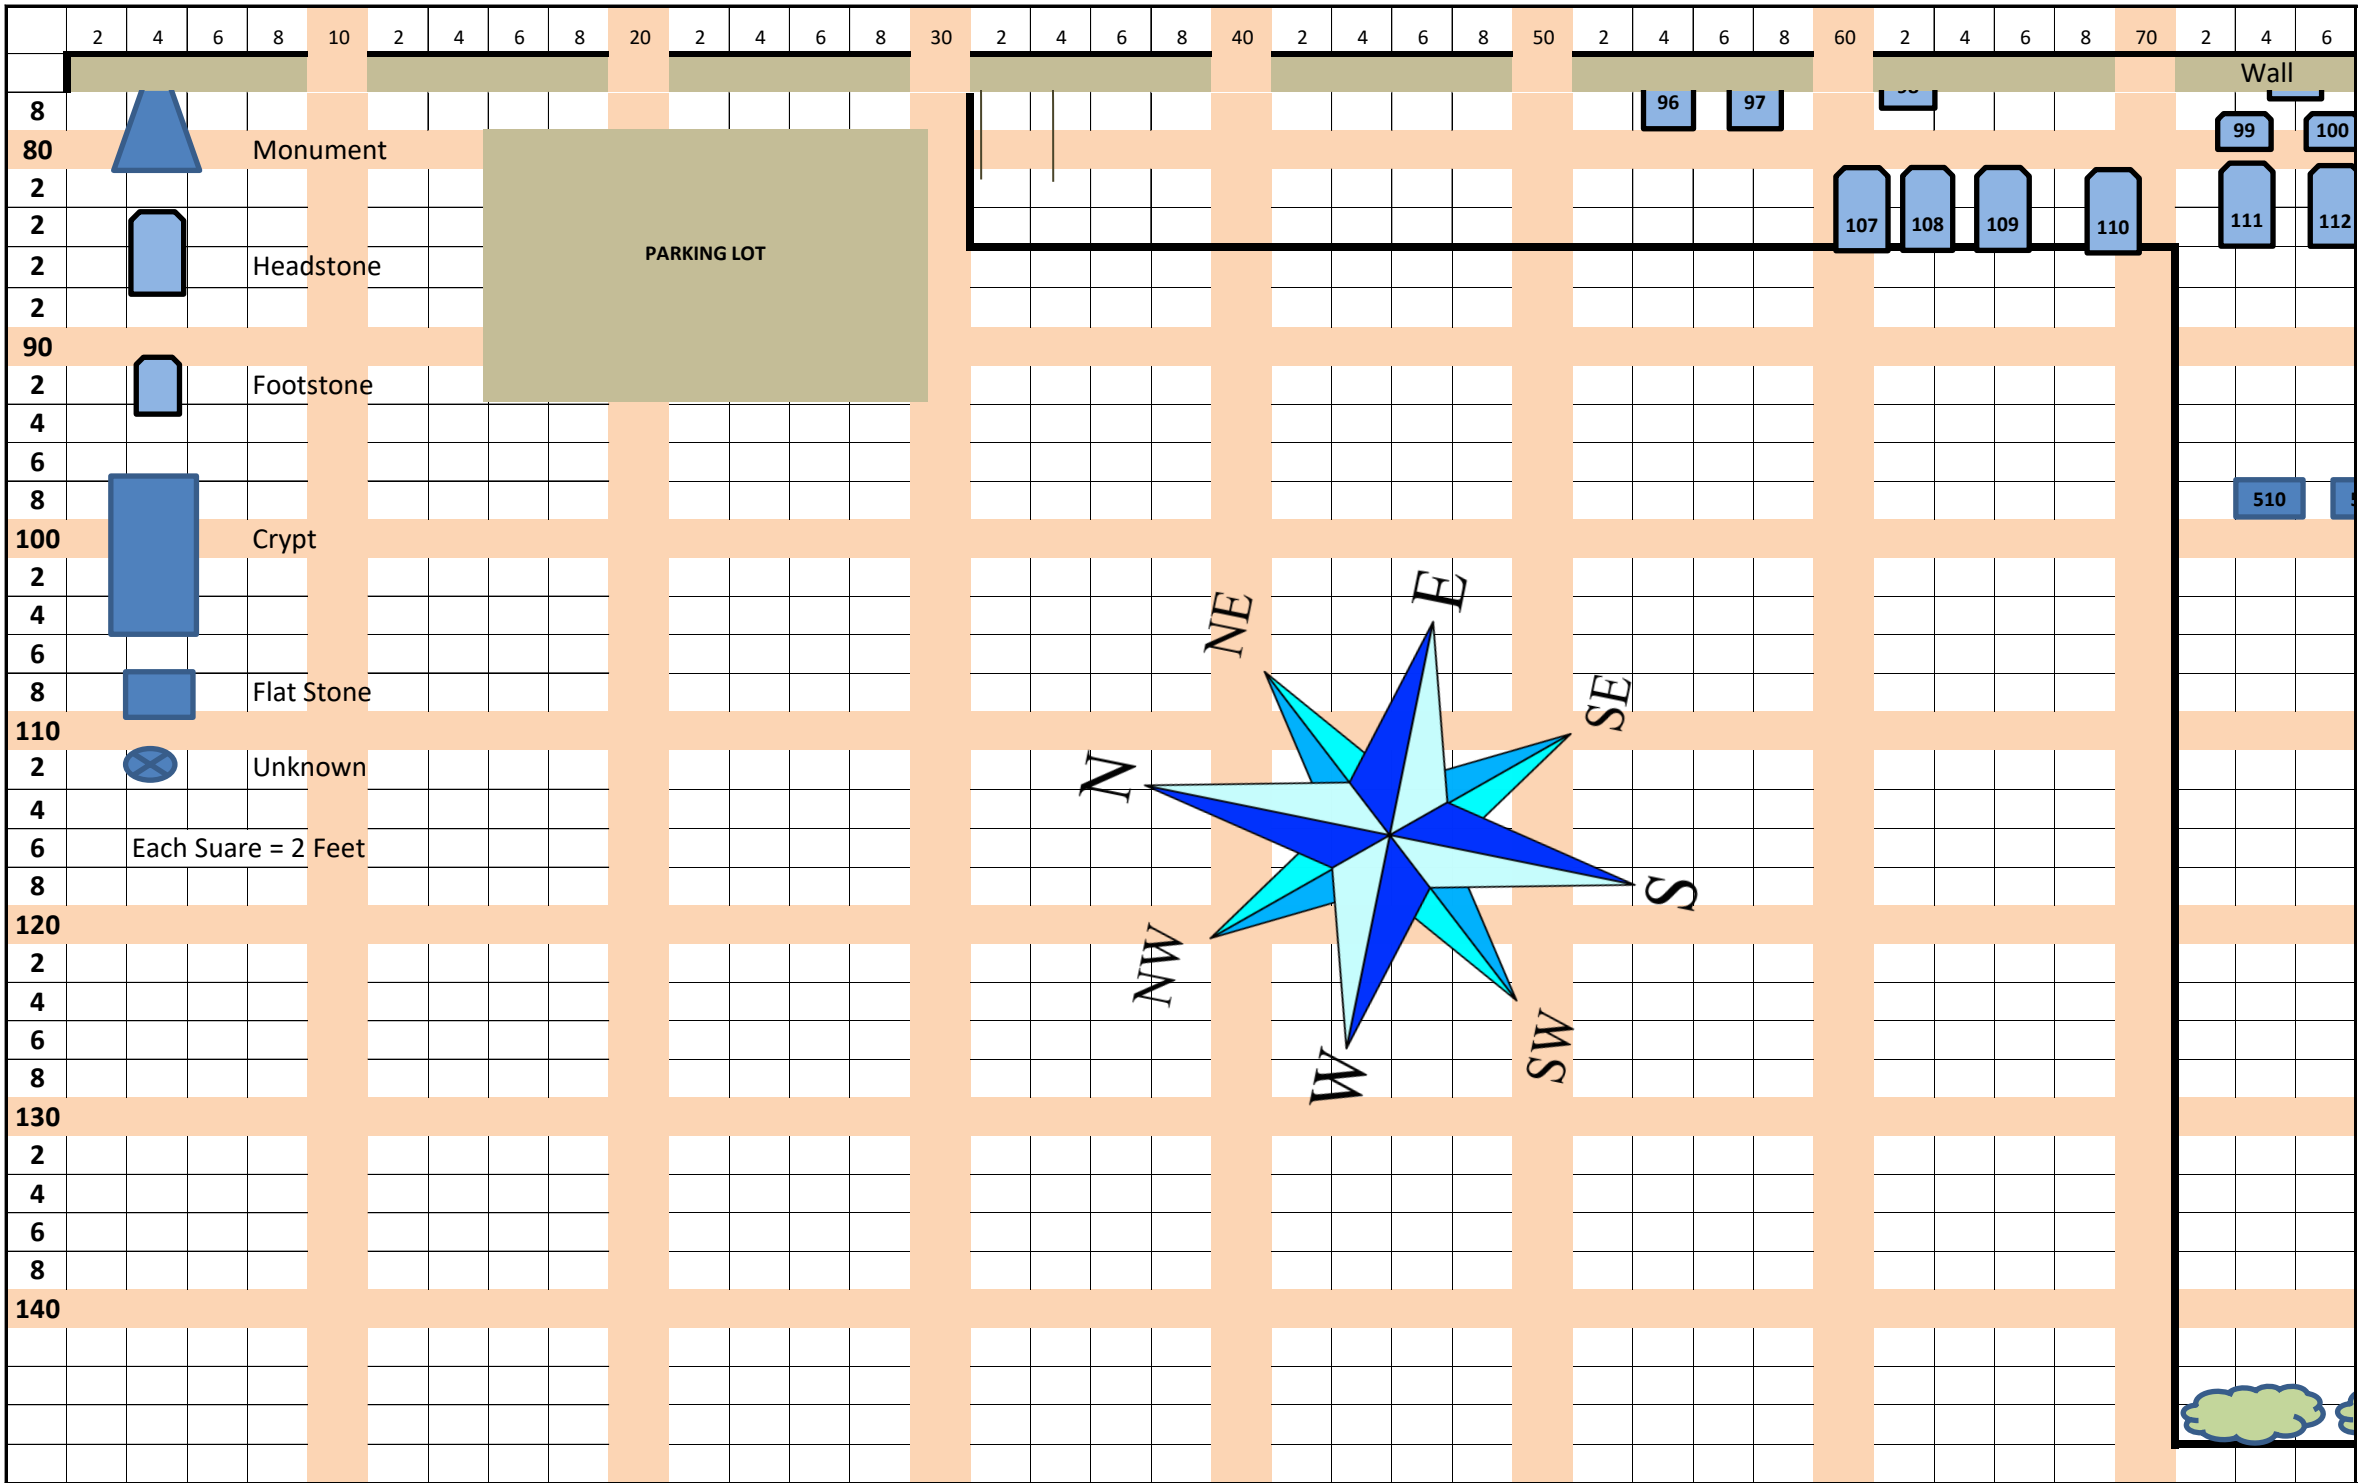 2 4 6 8 10 2 4 6 8 20 2 4 6 8 30 2 4 6 8 40 2 4 6 8 50 2 4 6 8 60 2 4 6 8 70 2 4 6
Wall
8 96 97
99 100
80 Monument
2
2 107 108 109 110 111 112
PARKING LOT
2 Headstone
2
90
2 Footstone
4
6
8 510
100 Crypt
2
4
E
NE
6
8 Flat Stone
SE
110
2 Unknown
N
4
6 Each Suare = 2 Feet
8
S
120
2
NW
4
6
SW
8
W
130
2
4
6
8
140